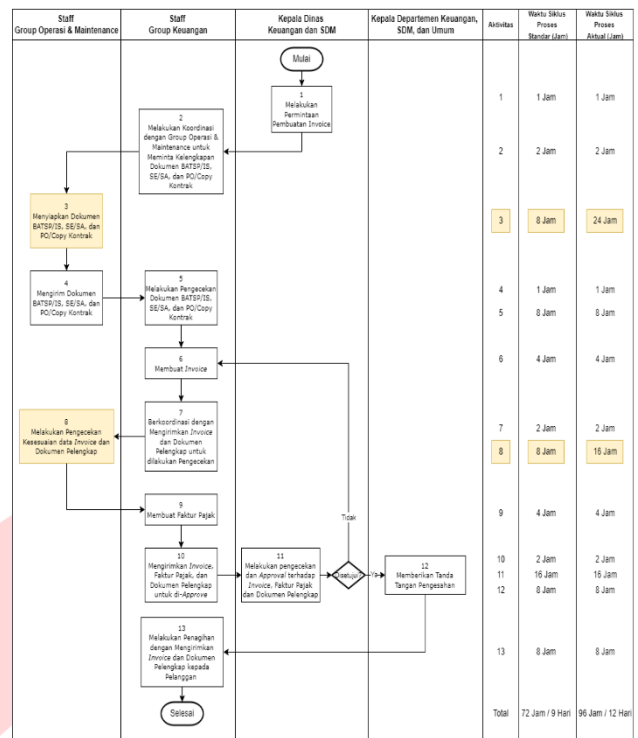 Staff
Group Operasi & Maintenance
Staff
Group Keuangan
Kepala Dinas
Keuangan dan SDM
Kepala Departemen Keuangan,
SDM, dan Umum
Aktivitas
Waktu Siklus
Proses
Standar (Jam)
Waktu Siklus
Proses
Aktual (Jam)
Mulai
1
Melakukan
Permintaan
Pembuatan Invoice
1 1 Jam 1 Jam
2
Melakukan Koordinasi
dengan Group Operasi &
Maintenance untuk
Meminta Kelengkapan
Dokumen BATSP/IS,
SE/SA, dan PO/Copy
Kontrak
2 2 Jam 2 Jam
3
Menyiapkan Dokumen
BATSP/IS, SE/SA, dan
PO/Copy Kontrak
3 8 Jam 24 Jam
4
Mengirim Dokumen
BATSP/IS, SE/SA, dan
PO/Copy Kontrak
4 1 Jam 1 Jam
5
Melakukan Pengecekan
Dokumen BATSP/IS,
SE/SA, dan PO/Copy
Kontrak
5 8 Jam 8 Jam
6
Membuat Invoice
6 4 Jam 4 Jam
7
Berkoordinasi dengan
Mengirimkan Invoice
dan Dokumen
Pelengkap untuk
dilakukan Pengecekan
7 2 Jam 2 Jam
8
Melakukan Pengecekan
Kesesuaian data Invoice dan
Dokumen Pelengkap
8 8 Jam 16 Jam
9
Membuat Faktur Pajak
9 4 Jam 4 Jam
Tidak
10
Mengirimkan Invoice,
Faktur Pajak, dan
Dokumen Pelengkap
untuk di-Approve
10 2 Jam 2 Jam
11
Melakukan pengecekan
dan Approval terhadap
Invoice, Faktur Pajak
dan Dokumen Pelengkap
Disetujui?
Ya
11 16 Jam 16 Jam
12
Memberikan Tanda
Tangan Pengesahan
12 8 Jam 8 Jam
13
Melakukan Penagihan
dengan Mengirimkan
Invoice dan Dokumen
Pelengkap kepada
Pelanggan
13 8 Jam 8 Jam
Selesai
Total 72 Jam / 9 Hari 96 Jam / 12 Hari